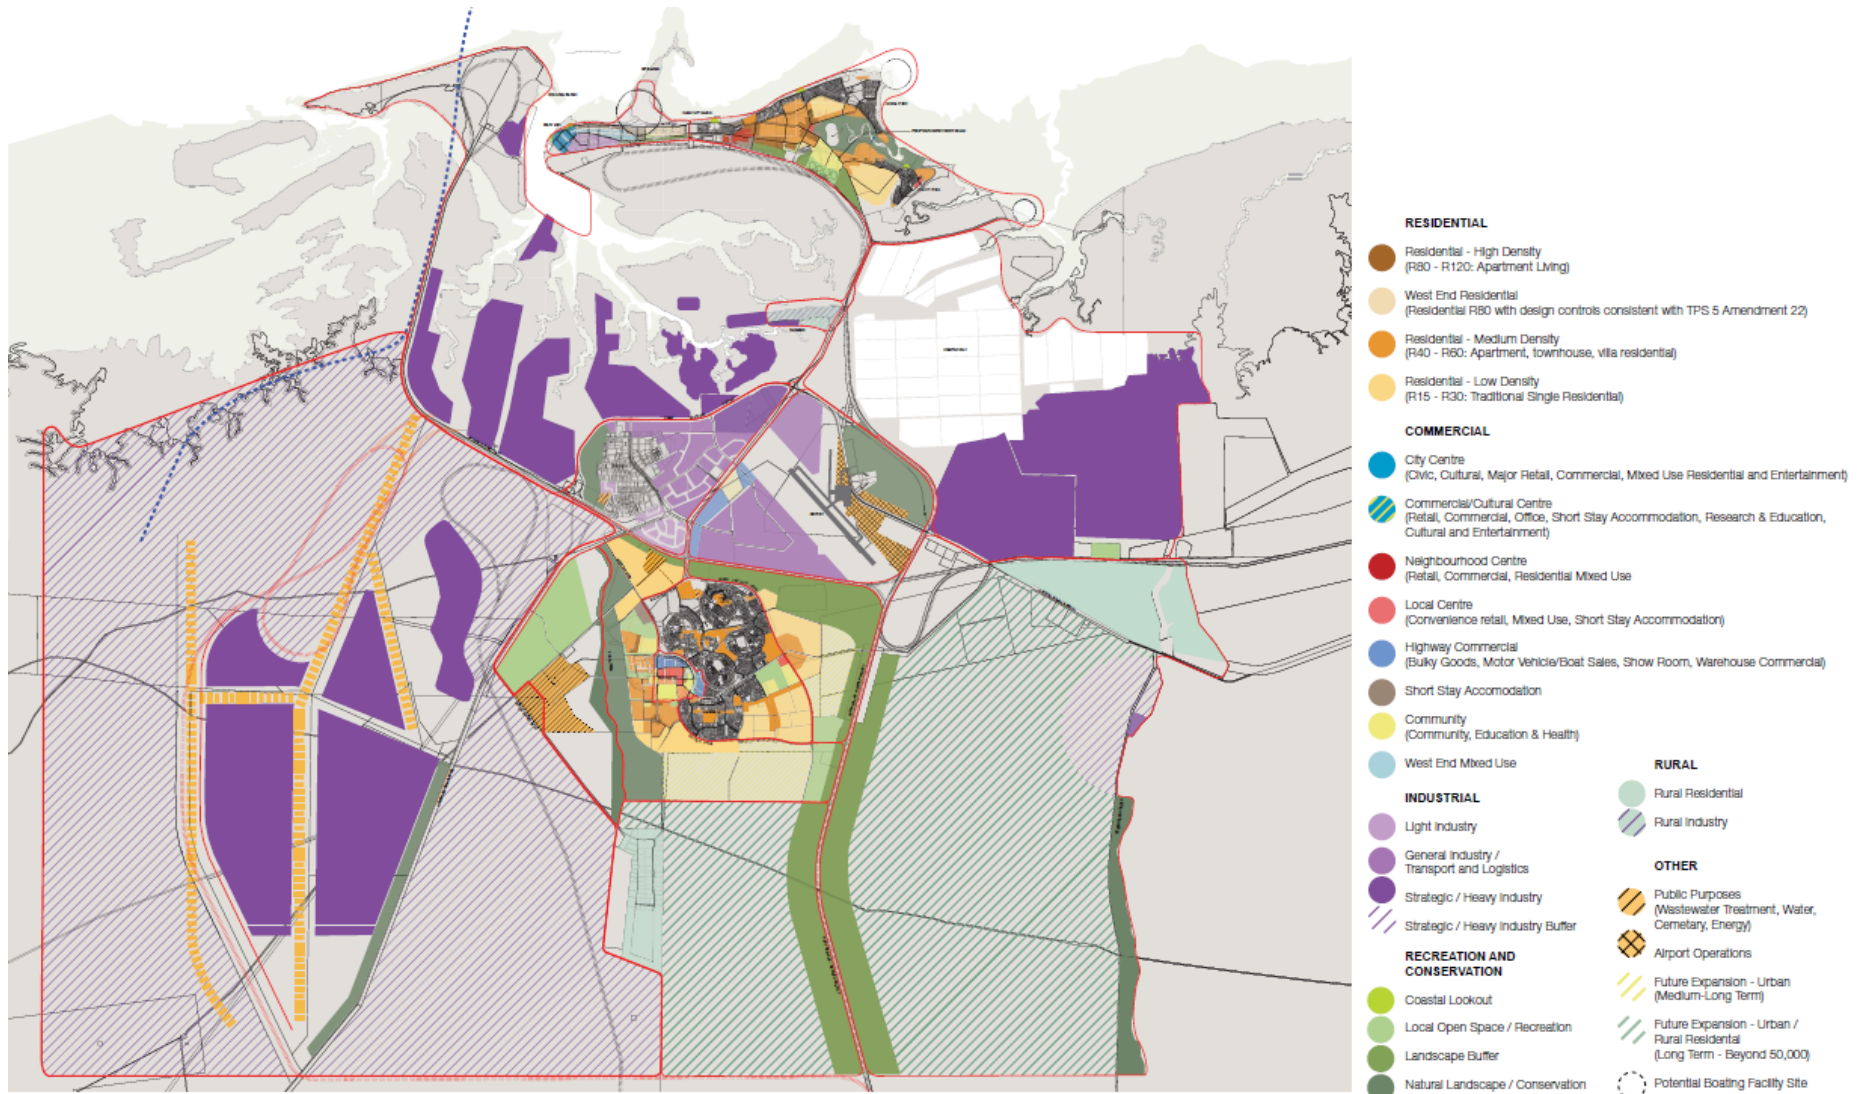 RESIDENTIAL
Residential - High Density
(R80 - R120: Apartment Living)
West End Residential
(Residential R80 with design controls consistent with TPS 5 Amendment 22)
Residential - Medium Density
(R40 - R60: Apartment, townhouse, villa residential)
Residential - Low Density
(R15 - R30: Traditional Single Residential)
COMMERCIAL
City Centre
(Civic, Cultural, Major Retail, Commercial, Mixed Use Residential and Entertainment)
Commercial/Cultural Centre
(Retail, Commercial, Office, Short Stay Accommodation, Research & Education,
Cultural and Entertainment)
Neighbourhood Centre
(Retail, Commercial, Residential Mixed Use
Local Centre
(Convenience retail, Mixed Use, Short Stay Accommodation)
Highway Commercial
(Bulky Goods, Motor Vehicle/Boat Sales, Show Room, Warehouse Commercial)
Short Stay Accomodation
Community
(Community, Education & Health)
West End Mixed Use
INDUSTRIAL
Light Industry
General Industry /
Transport and Logistics
Strategic / Heavy Industry
Strategic / Heavy Industry Buffer
RECREATION AND
CONSERVATION
Coastal Lookout
Local Open Space / Recreation
Landscape Buffer
Natural Landscape / Conservation
RURAL
Rural Residential
Rural Industry
OTHER
Public Purposes
(Wastewater Treatment, Water,
Cemetary, Energy)
Airport Operations
Future Expansion - Urban
(Medium-Long Term)
Future Expansion - Urban /
Rural Residental
(Long Term - Beyond 50,000)
Potential Boating Facility Site